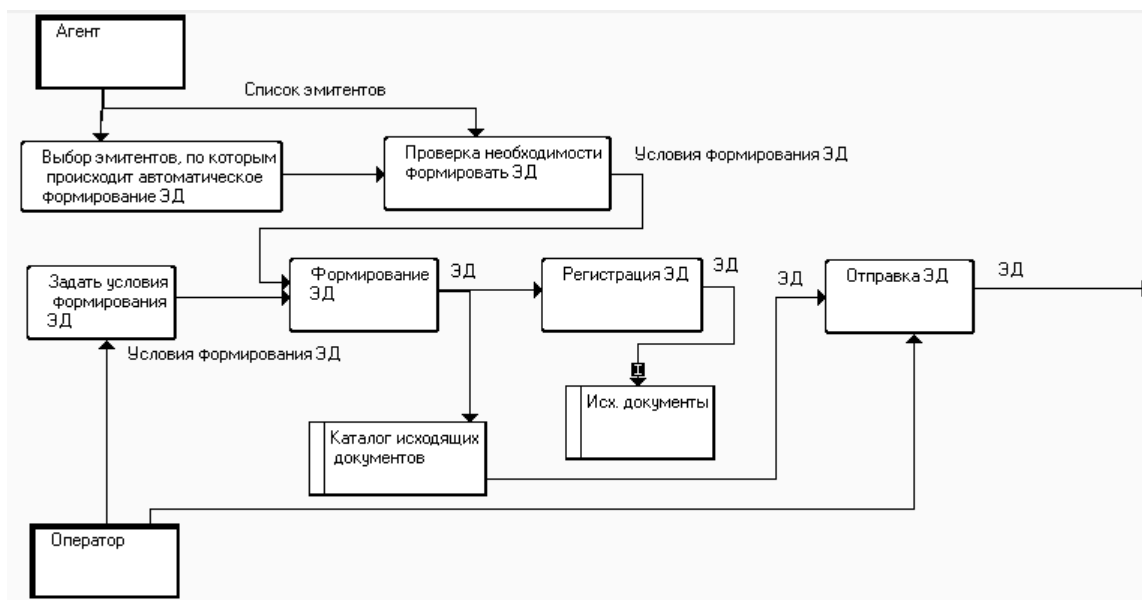 Агент
Список эмитентов
Выбор эмитентов, по которым
происходит автоматическое
формирование ЭД
Проверка необходимости
формировать ЭД
Условия формирования ЭД
Задать условия
формирования
ЭД
Формирование
ЭД
ЭД
Регистрация ЭД
ЭД
ЭД
Отправка ЭД
ЭД
Условия формирования ЭД
I
Исх. документы
Каталог исходящих
документов
Оператор